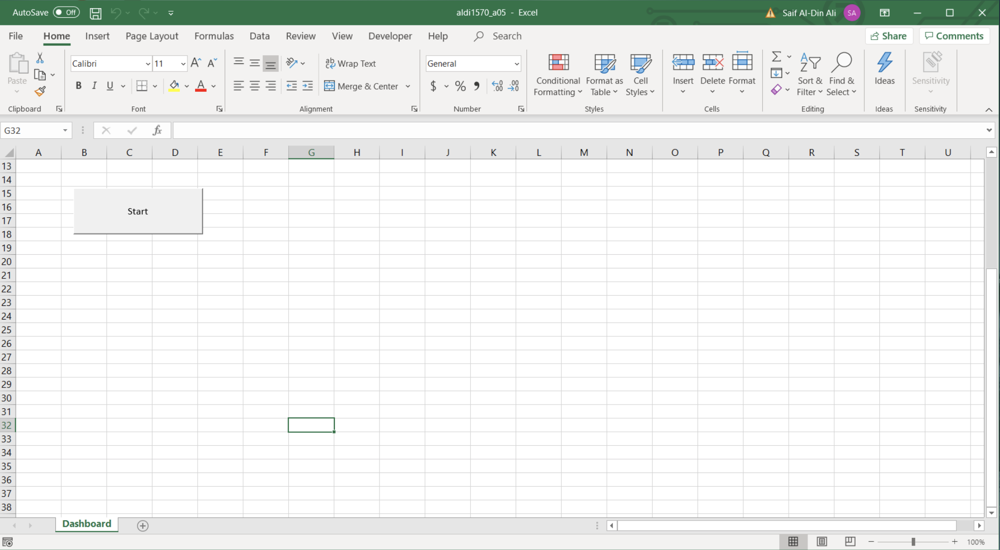 AutoSave Off aldi1570_a05 - Excel Saif Al-Din Ali SA
File Home Insert Page Layout Formulas Data Review View Developer Help Search Share Comments
Paste
Calibri 11
B I U A
ab Wrap Text
Merge & Center
General
$ % 9 .00 .00
Conditional Formatting
Format as Table
Cell Styles
Insert Delete Format
Sort & Filter
Find & Select
Ideas
Sensitivity
Clipboard Font Alignment Number Styles Cells Editing Ideas Sensitivity
G32 fx
A B C D E F G H I J K L M N O P Q R S T U
13
14
15
16
Start
17
18
19
20
21
22
23
24
25
26
27
28
29
30
31
32
33
34
35
36
37
38
Dashboard
100%